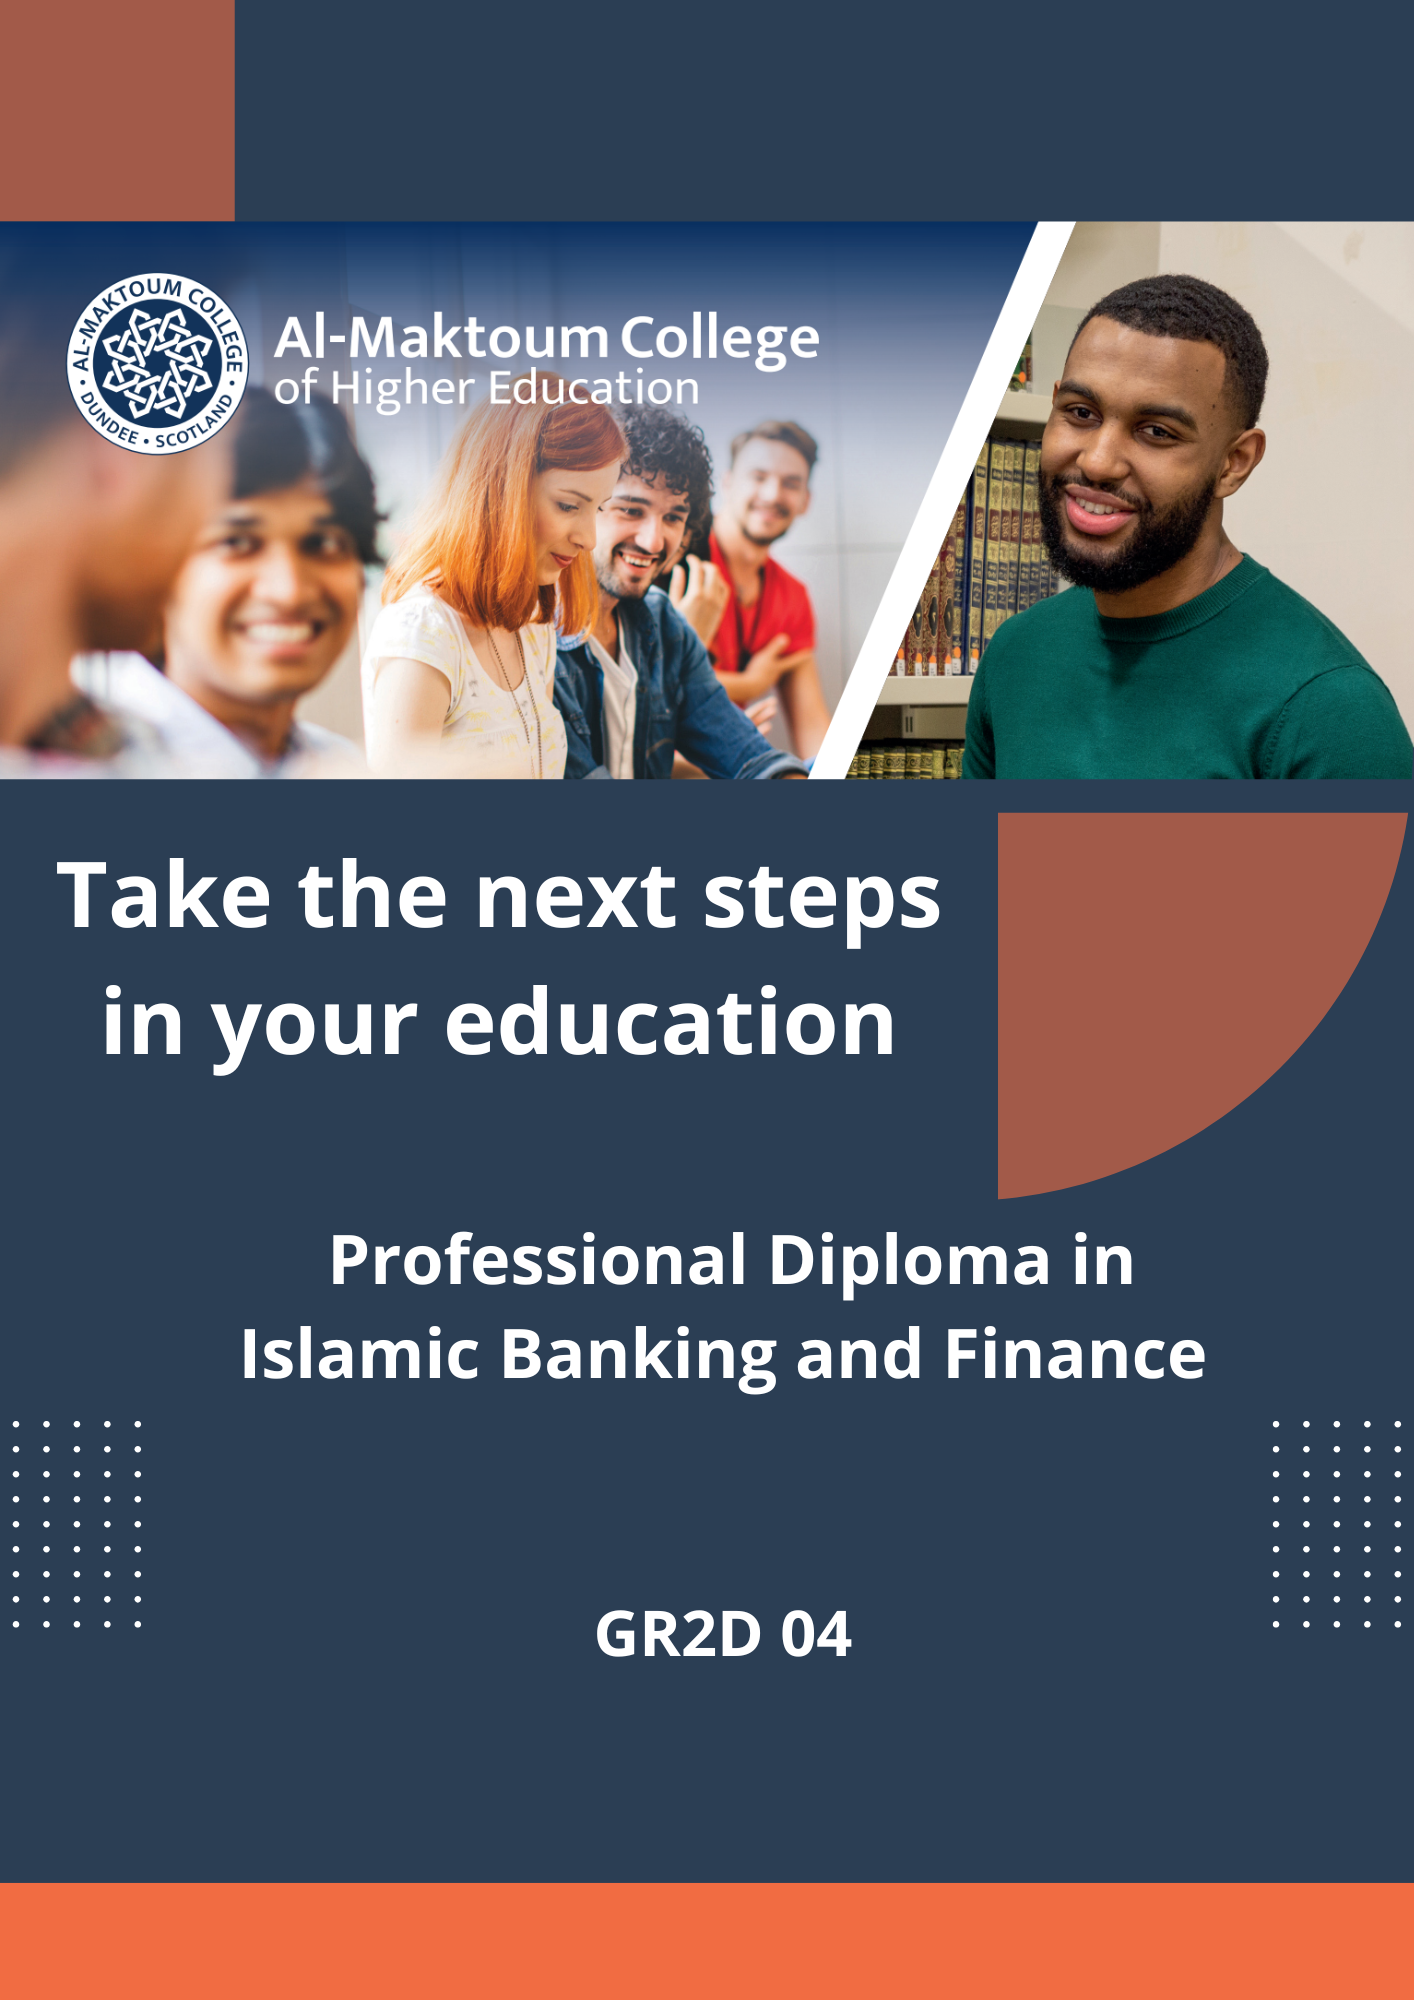 AL-MAKTOUM COLLEGE
• DUNDEE • SCOTLAND •
Al-Maktoum College
of Higher Education
Take the next steps
in your education
Professional Diploma in
Islamic Banking and Finance
GR2D 04